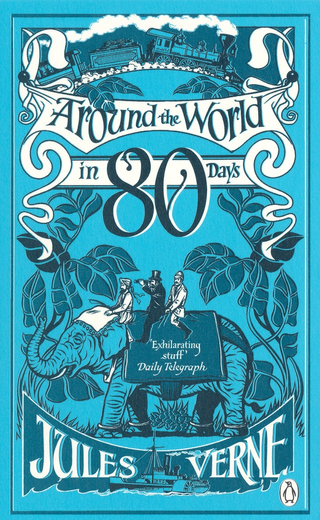 Around the World
in 80 Days
'Exhilarating
stuff'
Daily Telegraph
JULES VERNE